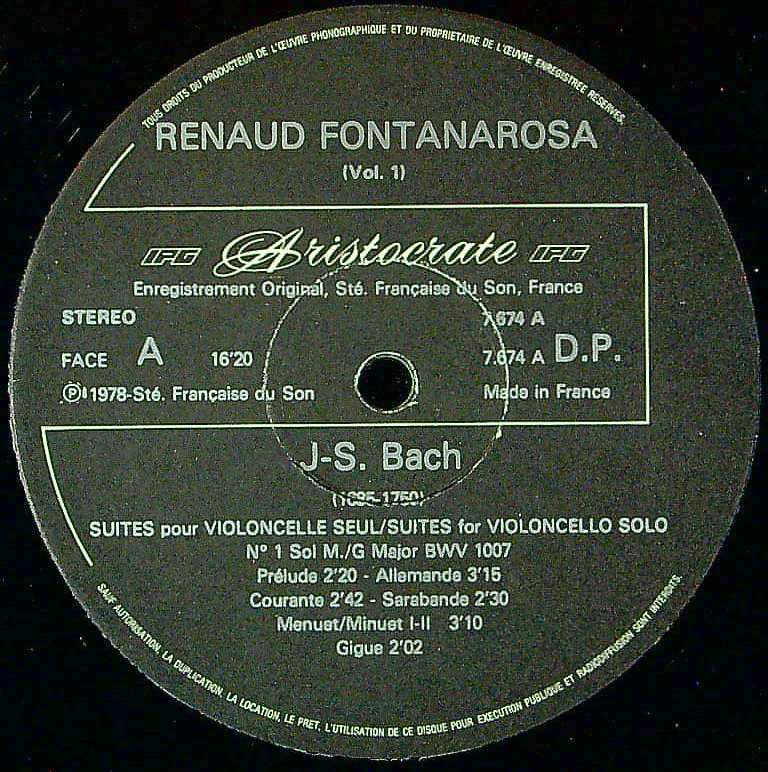 TOUS DROITS DU PRODUCTEUR DE L'ŒUVRE PHONOGRAPHIQUE ET DU PROPRIETAIRE DE L'ŒUVRE ENREGISTREE RESERVES.
RENAUD FONTANAROSA
(Vol. 1)
IPG Aristocrate IPG
Enregistrement Original, Sté. Française du Son, France
STEREO 7.674 A
FACE A 16'20 7.674 A D.P.
Ⓟ 1978-Sté. Française du Son Made in France
J-S. Bach
(1685-1750)
SUITES pour VIOLONCELLE SEUL/SUITES for VIOLONCELLO SOLO
N° 1 Sol M./G Major BWV 1007
Prélude 2'20 - Allemande 3'15
Courante 2'42 - Sarabande 2'30
Menuet/Minuet I-II 3'10
Gigue 2'02
SAUF AUTORISATION, LA DUPLICATION, LA LOCATION, LE PRET, L'UTILISATION DE CE DISQUE POUR EXECUTION PUBLIQUE ET RADIODIFFUSION SONT INTERDITS.